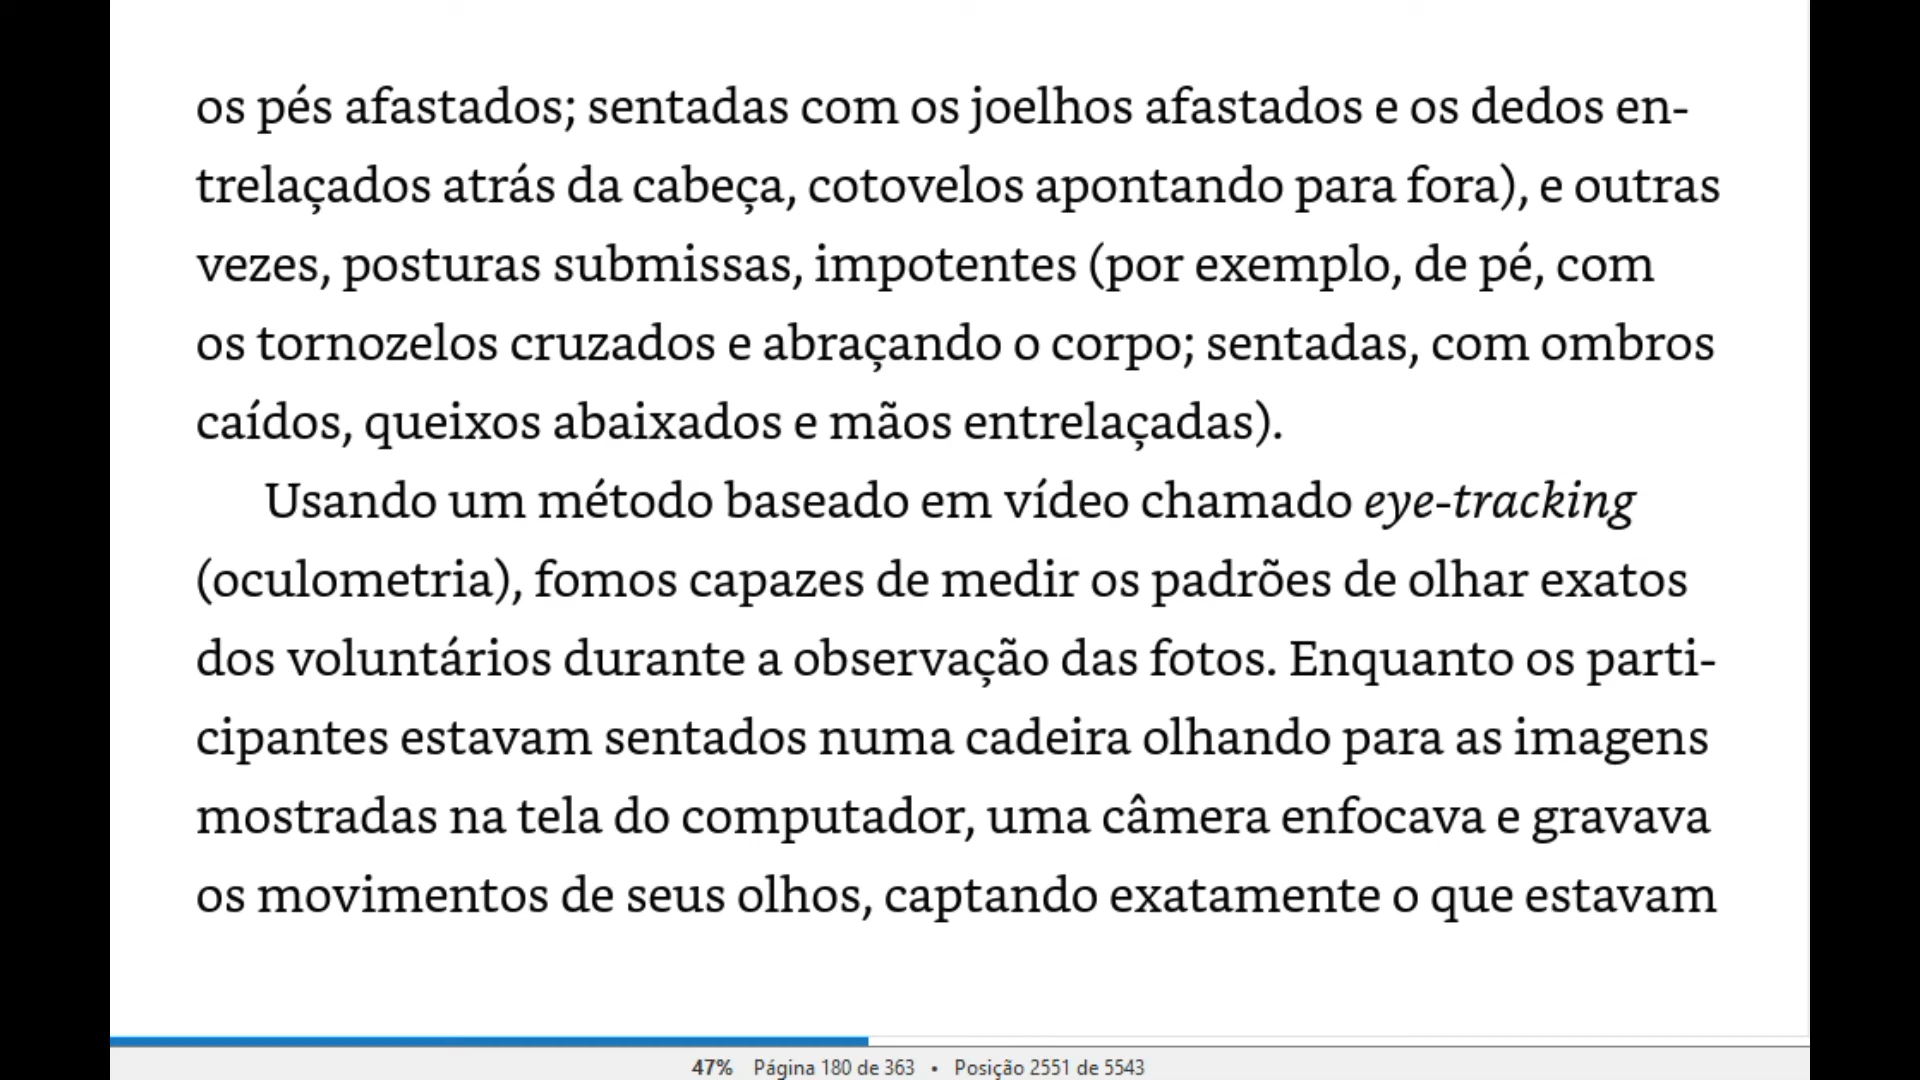 os pés afastados; sentadas com os joelhos afastados e os dedos en-
trelaçados atrás da cabeça, cotovelos apontando para fora), e outras
vezes, posturas submissas, impotentes (por exemplo, de pé, com
os tornozelos cruzados e abraçando o corpo; sentadas, com ombros
caídos, queixos abaixados e mãos entrelaçadas).
Usando um método baseado em vídeo chamado eye-tracking
(oculometria), fomos capazes de medir os padrões de olhar exatos
dos voluntários durante a observação das fotos. Enquanto os parti-
cipantes estavam sentados numa cadeira olhando para as imagens
mostradas na tela do computador, uma câmera enfocava e gravava
os movimentos de seus olhos, captando exatamente o que estavam
47% Página 180 de 363 • Posição 2551 de 5543